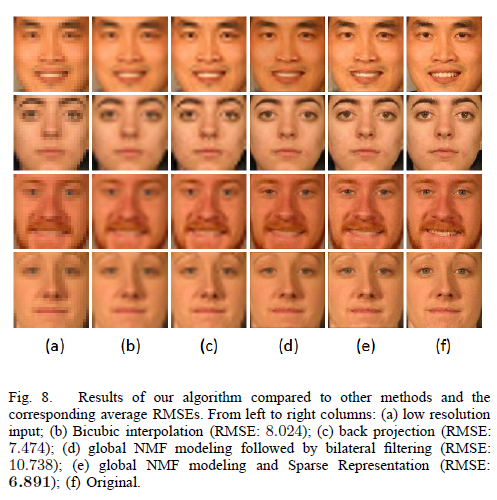 (a) (b) (c) (d) (e) (f)
Fig. 8. Results of our algorithm compared to other methods and the
corresponding average RMSEs. From left to right columns: (a) low resolution
input; (b) Bicubic interpolation (RMSE: 8.024); (c) back projection (RMSE:
7.474); (d) global NMF modeling followed by bilateral filtering (RMSE:
10.738); (e) global NMF modeling and Sparse Representation (RMSE:
6.891); (f) Original.